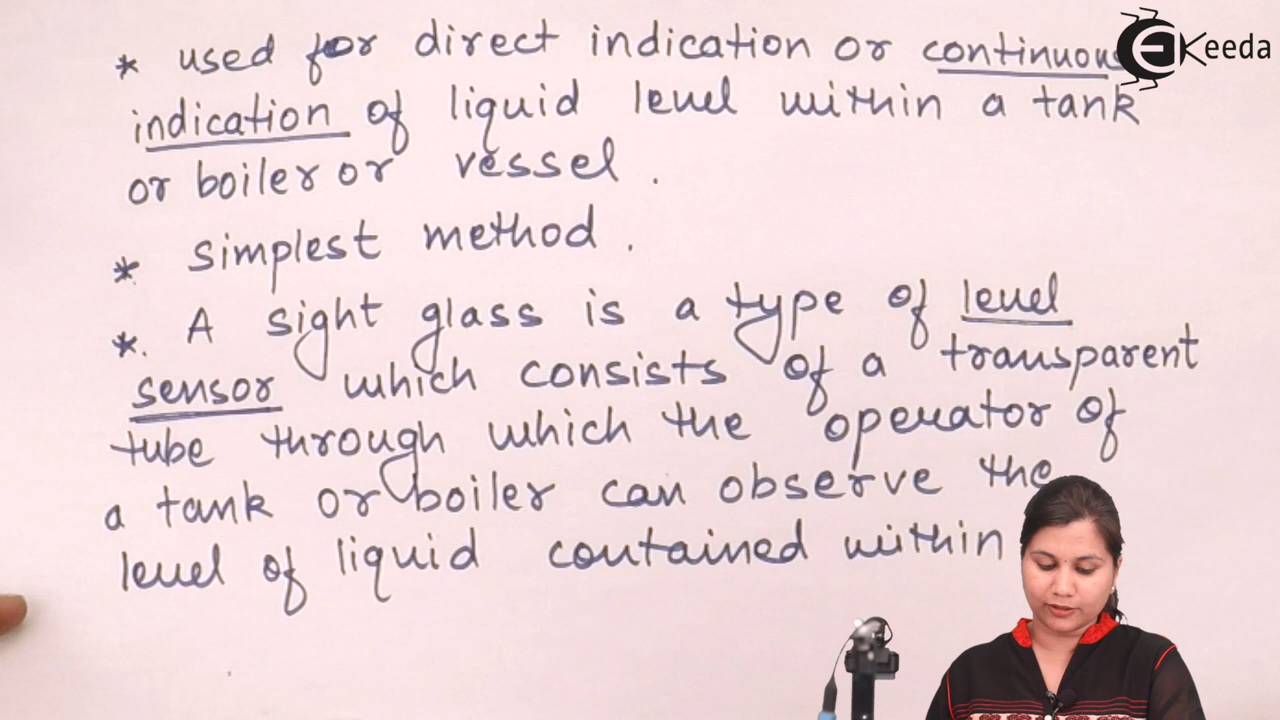 * used for direct indication or continuous
indication of liquid level within a tank
or boiler or vessel.
* simplest method.
*. A sight glass is a type of level
sensor which consists of a transparent
tube through which the operator of
a tank or boiler can observe the
level of liquid contained within
EKeeda